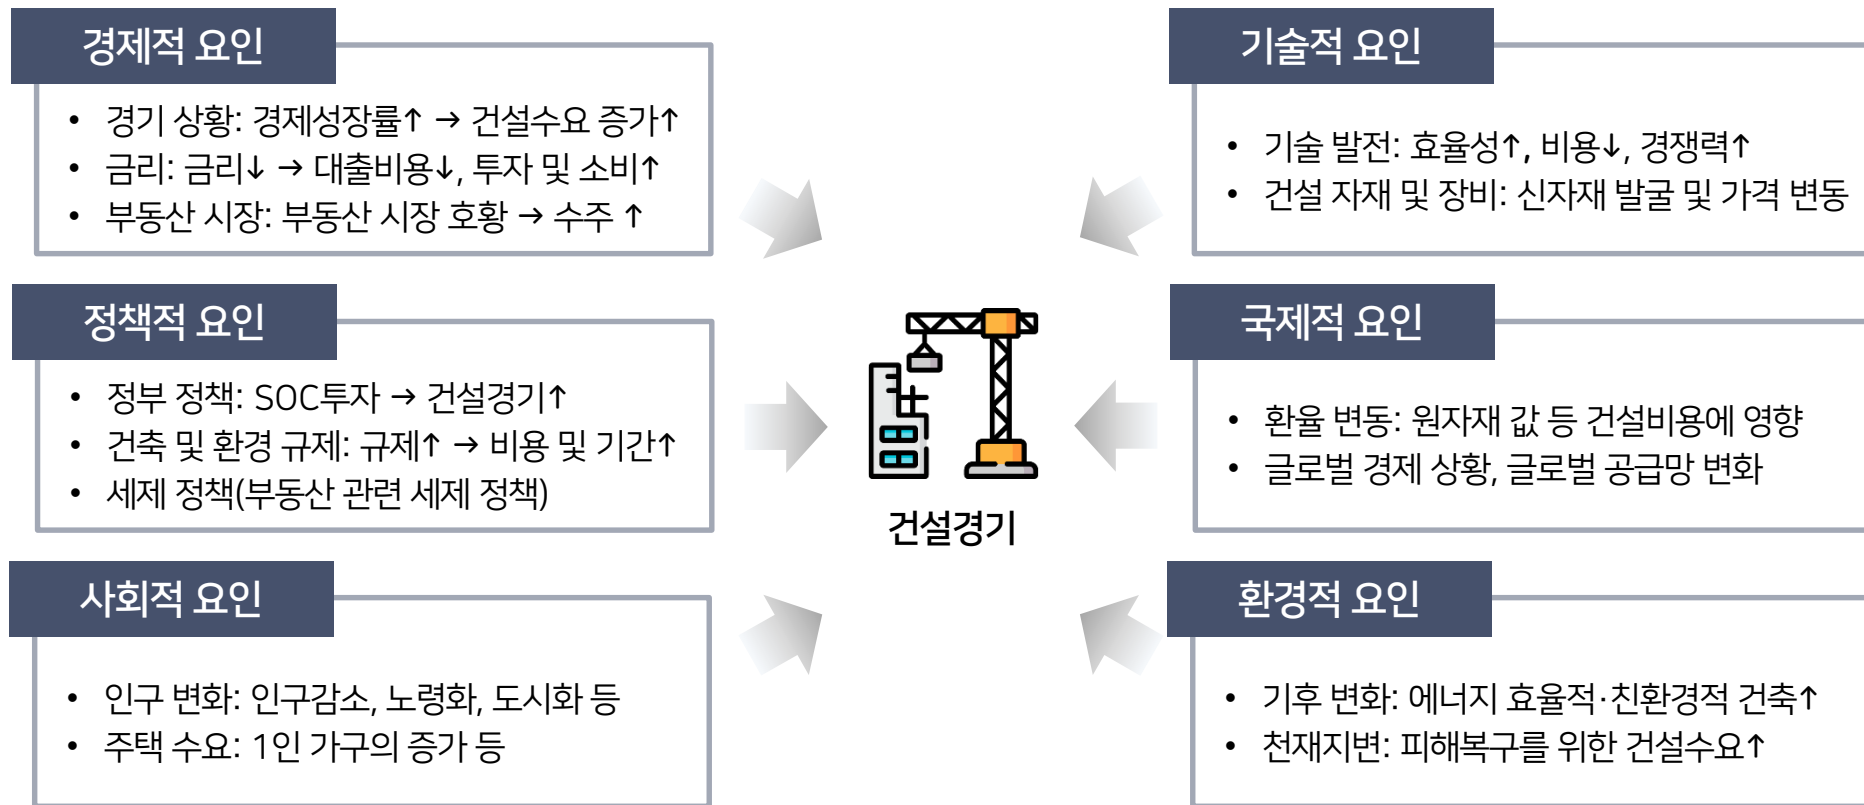 경제적 요인
• 경기 상황: 경제성장률↑ → 건설수요 증가↑
• 금리: 금리↓ → 대출비용↓, 투자 및 소비↑
• 부동산 시장: 부동산 시장 호황 → 수주 ↑
정책적 요인
• 정부 정책: SOC투자 → 건설경기↑
• 건축 및 환경 규제: 규제↑ → 비용 및 기간↑
• 세제 정책(부동산 관련 세제 정책)
사회적 요인
• 인구 변화: 인구감소, 노령화, 도시화 등
• 주택 수요: 1인 가구의 증가 등
건설경기
기술적 요인
• 기술 발전: 효율성↑, 비용↓, 경쟁력↑
• 건설 자재 및 장비: 신자재 발굴 및 가격 변동
국제적 요인
• 환율 변동: 원자재 값 등 건설비용에 영향
• 글로벌 경제 상황, 글로벌 공급망 변화
환경적 요인
• 기후 변화: 에너지 효율적·친환경적 건축↑
• 천재지변: 피해복구를 위한 건설수요↑